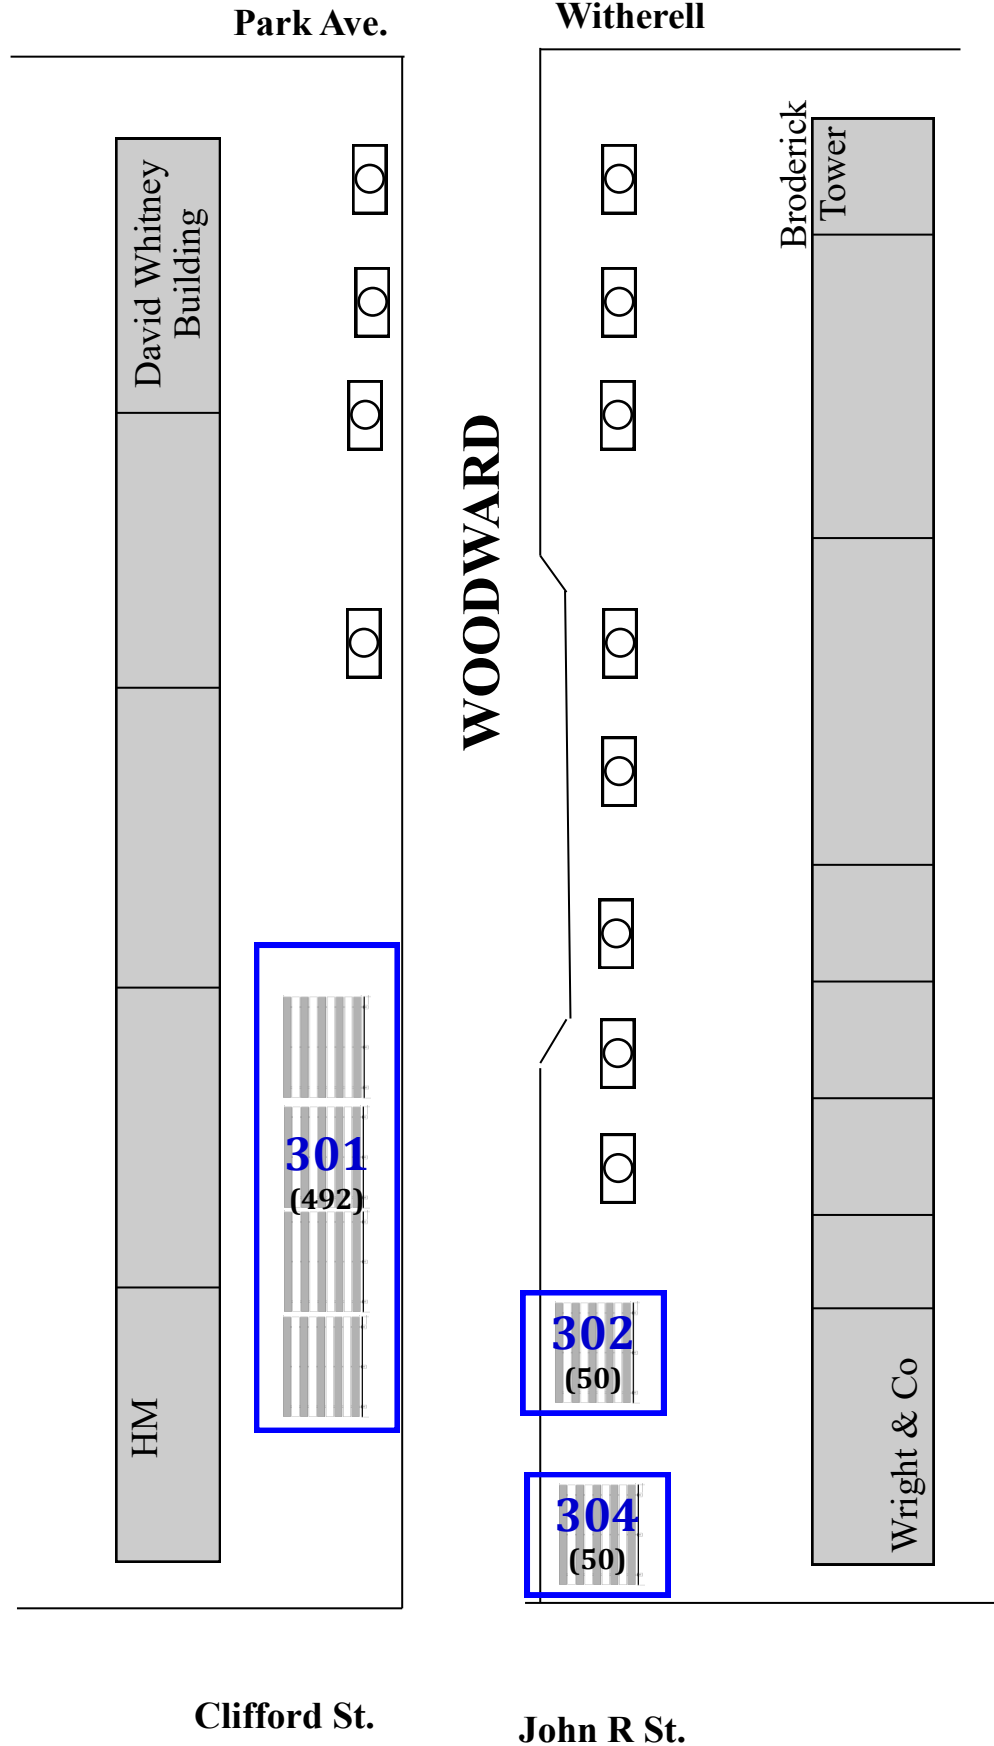 Park Ave.
Witherell
David Whitney
Building
Broderick
Tower
WOODWARD
301
(492)
302
(50)
HM
Wright & Co
304
(50)
Clifford St.
John R St.